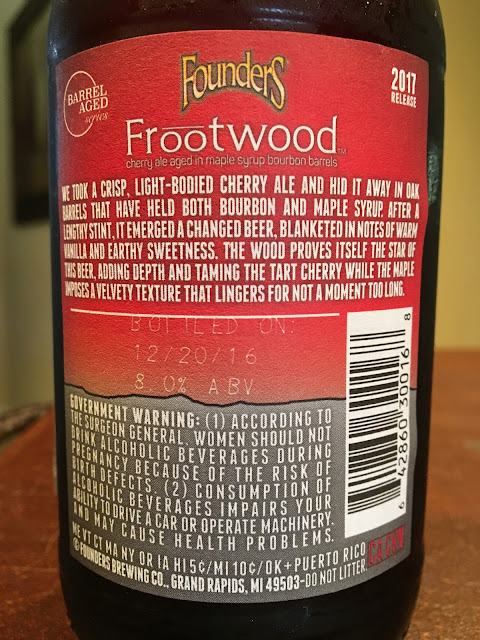 FOUNDERS
BARREL
AGED
series
2017
RELEASE
Frootwood™
cherry ale aged in maple syrup bourbon barrels
WE TOOK A CRISP, LIGHT-BODIED CHERRY ALE AND HID IT AWAY IN OAK
BARRELS THAT HAVE HELD BOTH BOURBON AND MAPLE SYRUP. AFTER A
LENGTHY STINT, IT EMERGED A CHANGED BEER, BLANKETED IN NOTES OF WARM
VANILLA AND EARTHY SWEETNESS. THE WOOD PROVES ITSELF THE STAR OF
THIS BEER, ADDING DEPTH AND TAMING THE TART CHERRY WHILE THE MAPLE
IMPOSES A VELVETY TEXTURE THAT LINGERS FOR NOT A MOMENT TOO LONG.
BOTTLED ON:
12/20/16
8.0% ABV
GOVERNMENT WARNING: (1) ACCORDING TO
THE SURGEON GENERAL, WOMEN SHOULD NOT
DRINK ALCOHOLIC BEVERAGES DURING
PREGNANCY BECAUSE OF THE RISK OF
BIRTH DEFECTS. (2) CONSUMPTION OF
ALCOHOLIC BEVERAGES IMPAIRS YOUR
ABILITY TO DRIVE A CAR OR OPERATE MACHINERY,
AND MAY CAUSE HEALTH PROBLEMS.
6 42860 30016 8
ME VT CT MA NY OR IA HI 5¢/MI 10¢/OK+ PUERTO RICO CA CRV
© FOUNDERS BREWING CO., GRAND RAPIDS, MI 49503-DO NOT LITTER.